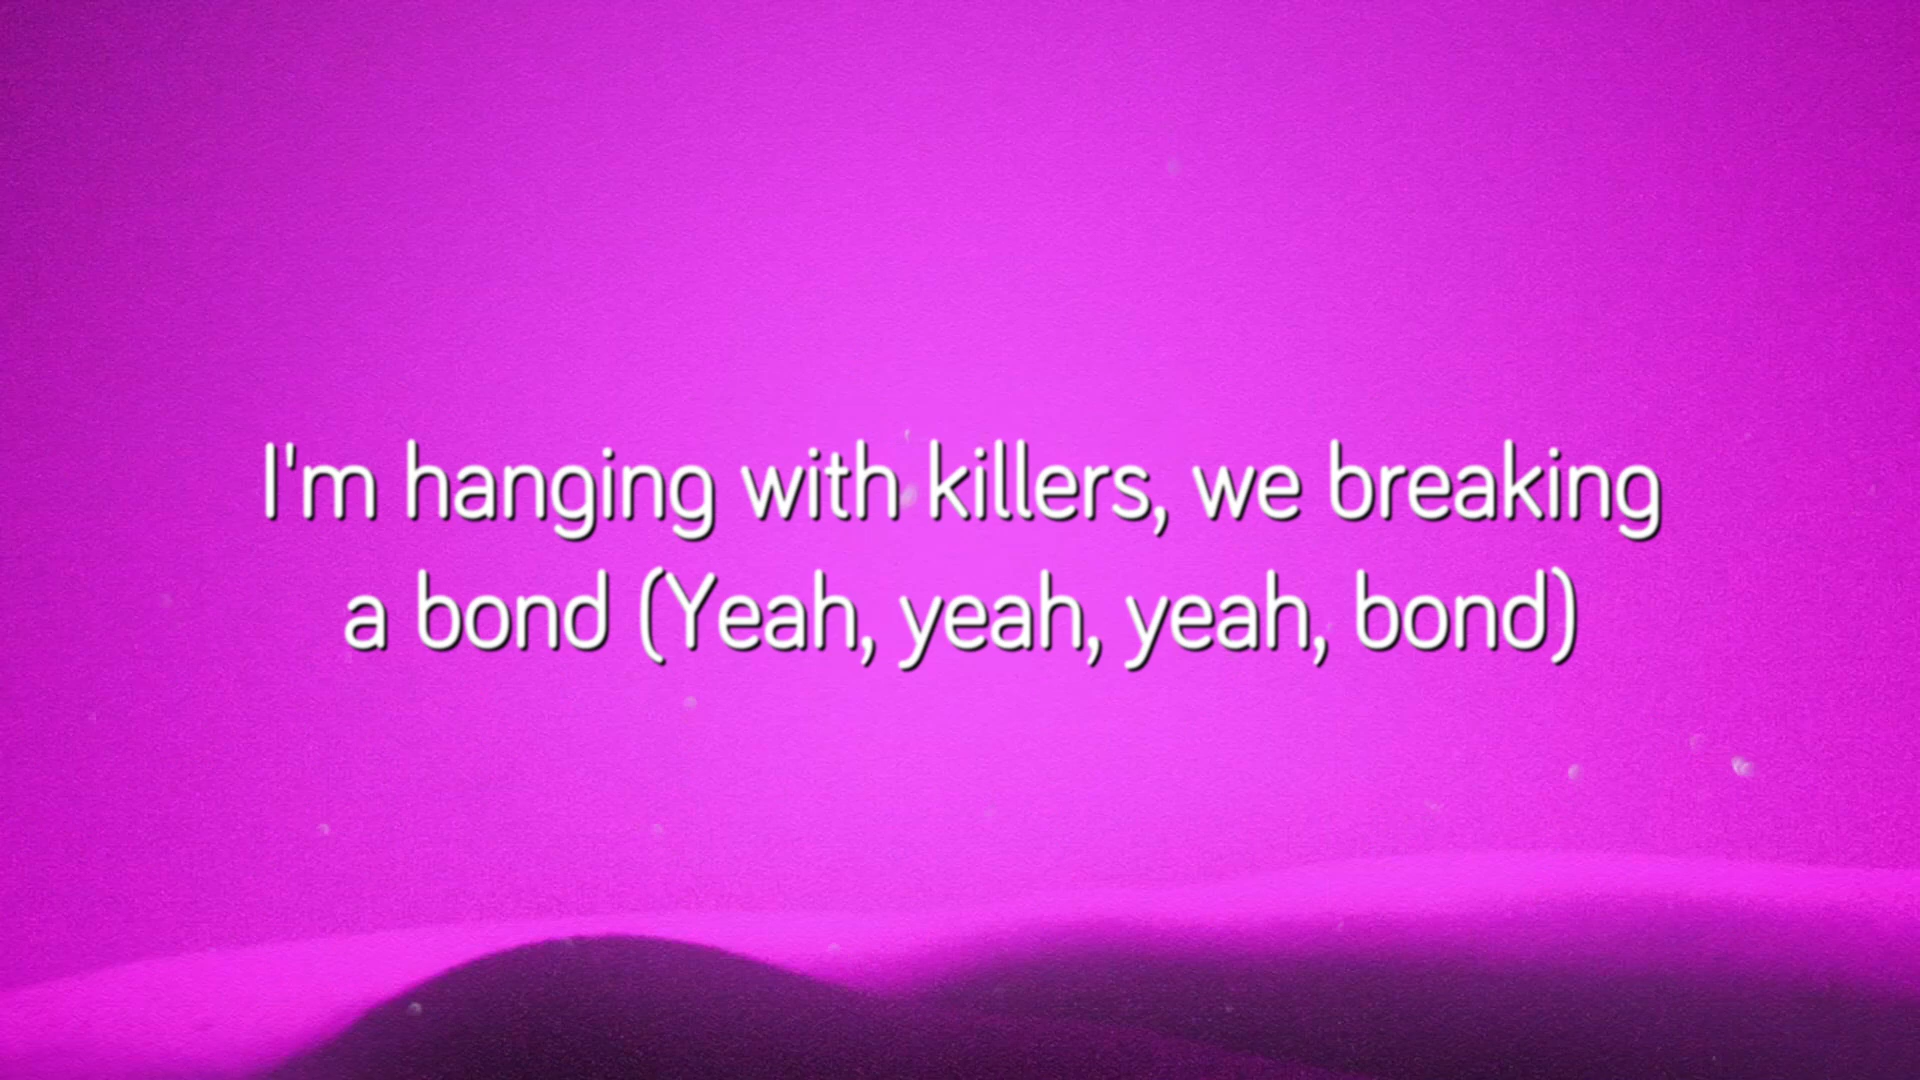 I'm hanging with killers, we breaking
a bond (Yeah, yeah, yeah, bond)